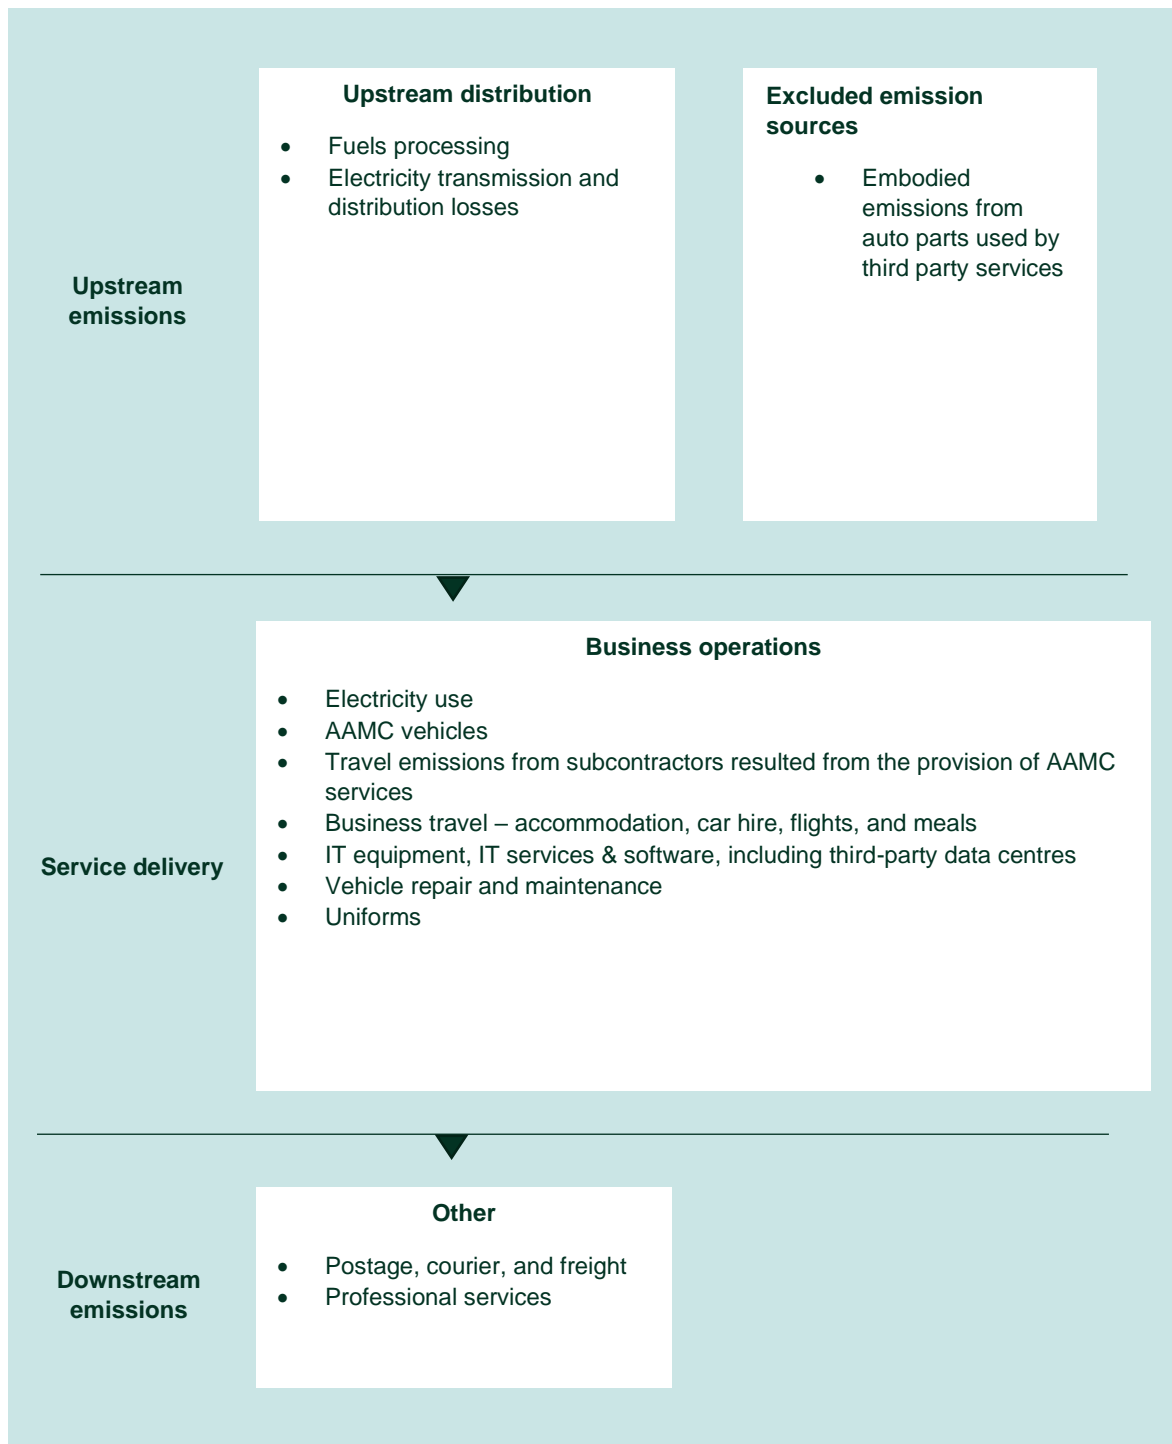 Upstream
emissions
Upstream distribution
• Fuels processing
• Electricity transmission and
distribution losses
Excluded emission
sources
• Embodied
emissions from
auto parts used by
third party services
Service delivery
Business operations
• Electricity use
• AAMC vehicles
• Travel emissions from subcontractors resulted from the provision of AAMC
services
• Business travel – accommodation, car hire, flights, and meals
• IT equipment, IT services & software, including third-party data centres
• Vehicle repair and maintenance
• Uniforms
Downstream
emissions
Other
• Postage, courier, and freight
• Professional services